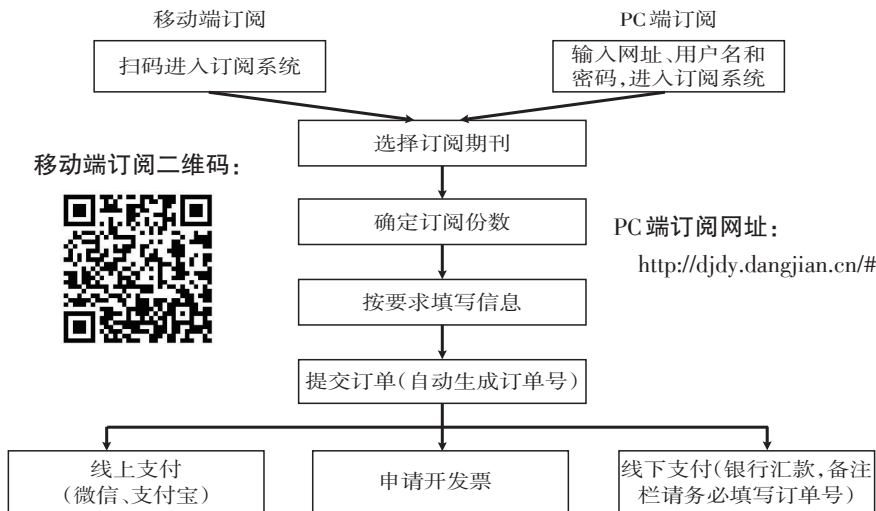 移动端订阅
PC端订阅
扫码进入订阅系统
输入网址、用户名和
密码,进入订阅系统
选择订阅期刊
移动端订阅二维码：
确定订阅份数
PC端订阅网址：
http://djdy.dangjian.cn/#
按要求填写信息
提交订单(自动生成订单号)
线上支付
(微信、支付宝)
申请开发票
线下支付(银行汇款,备注
栏请务必填写订单号)